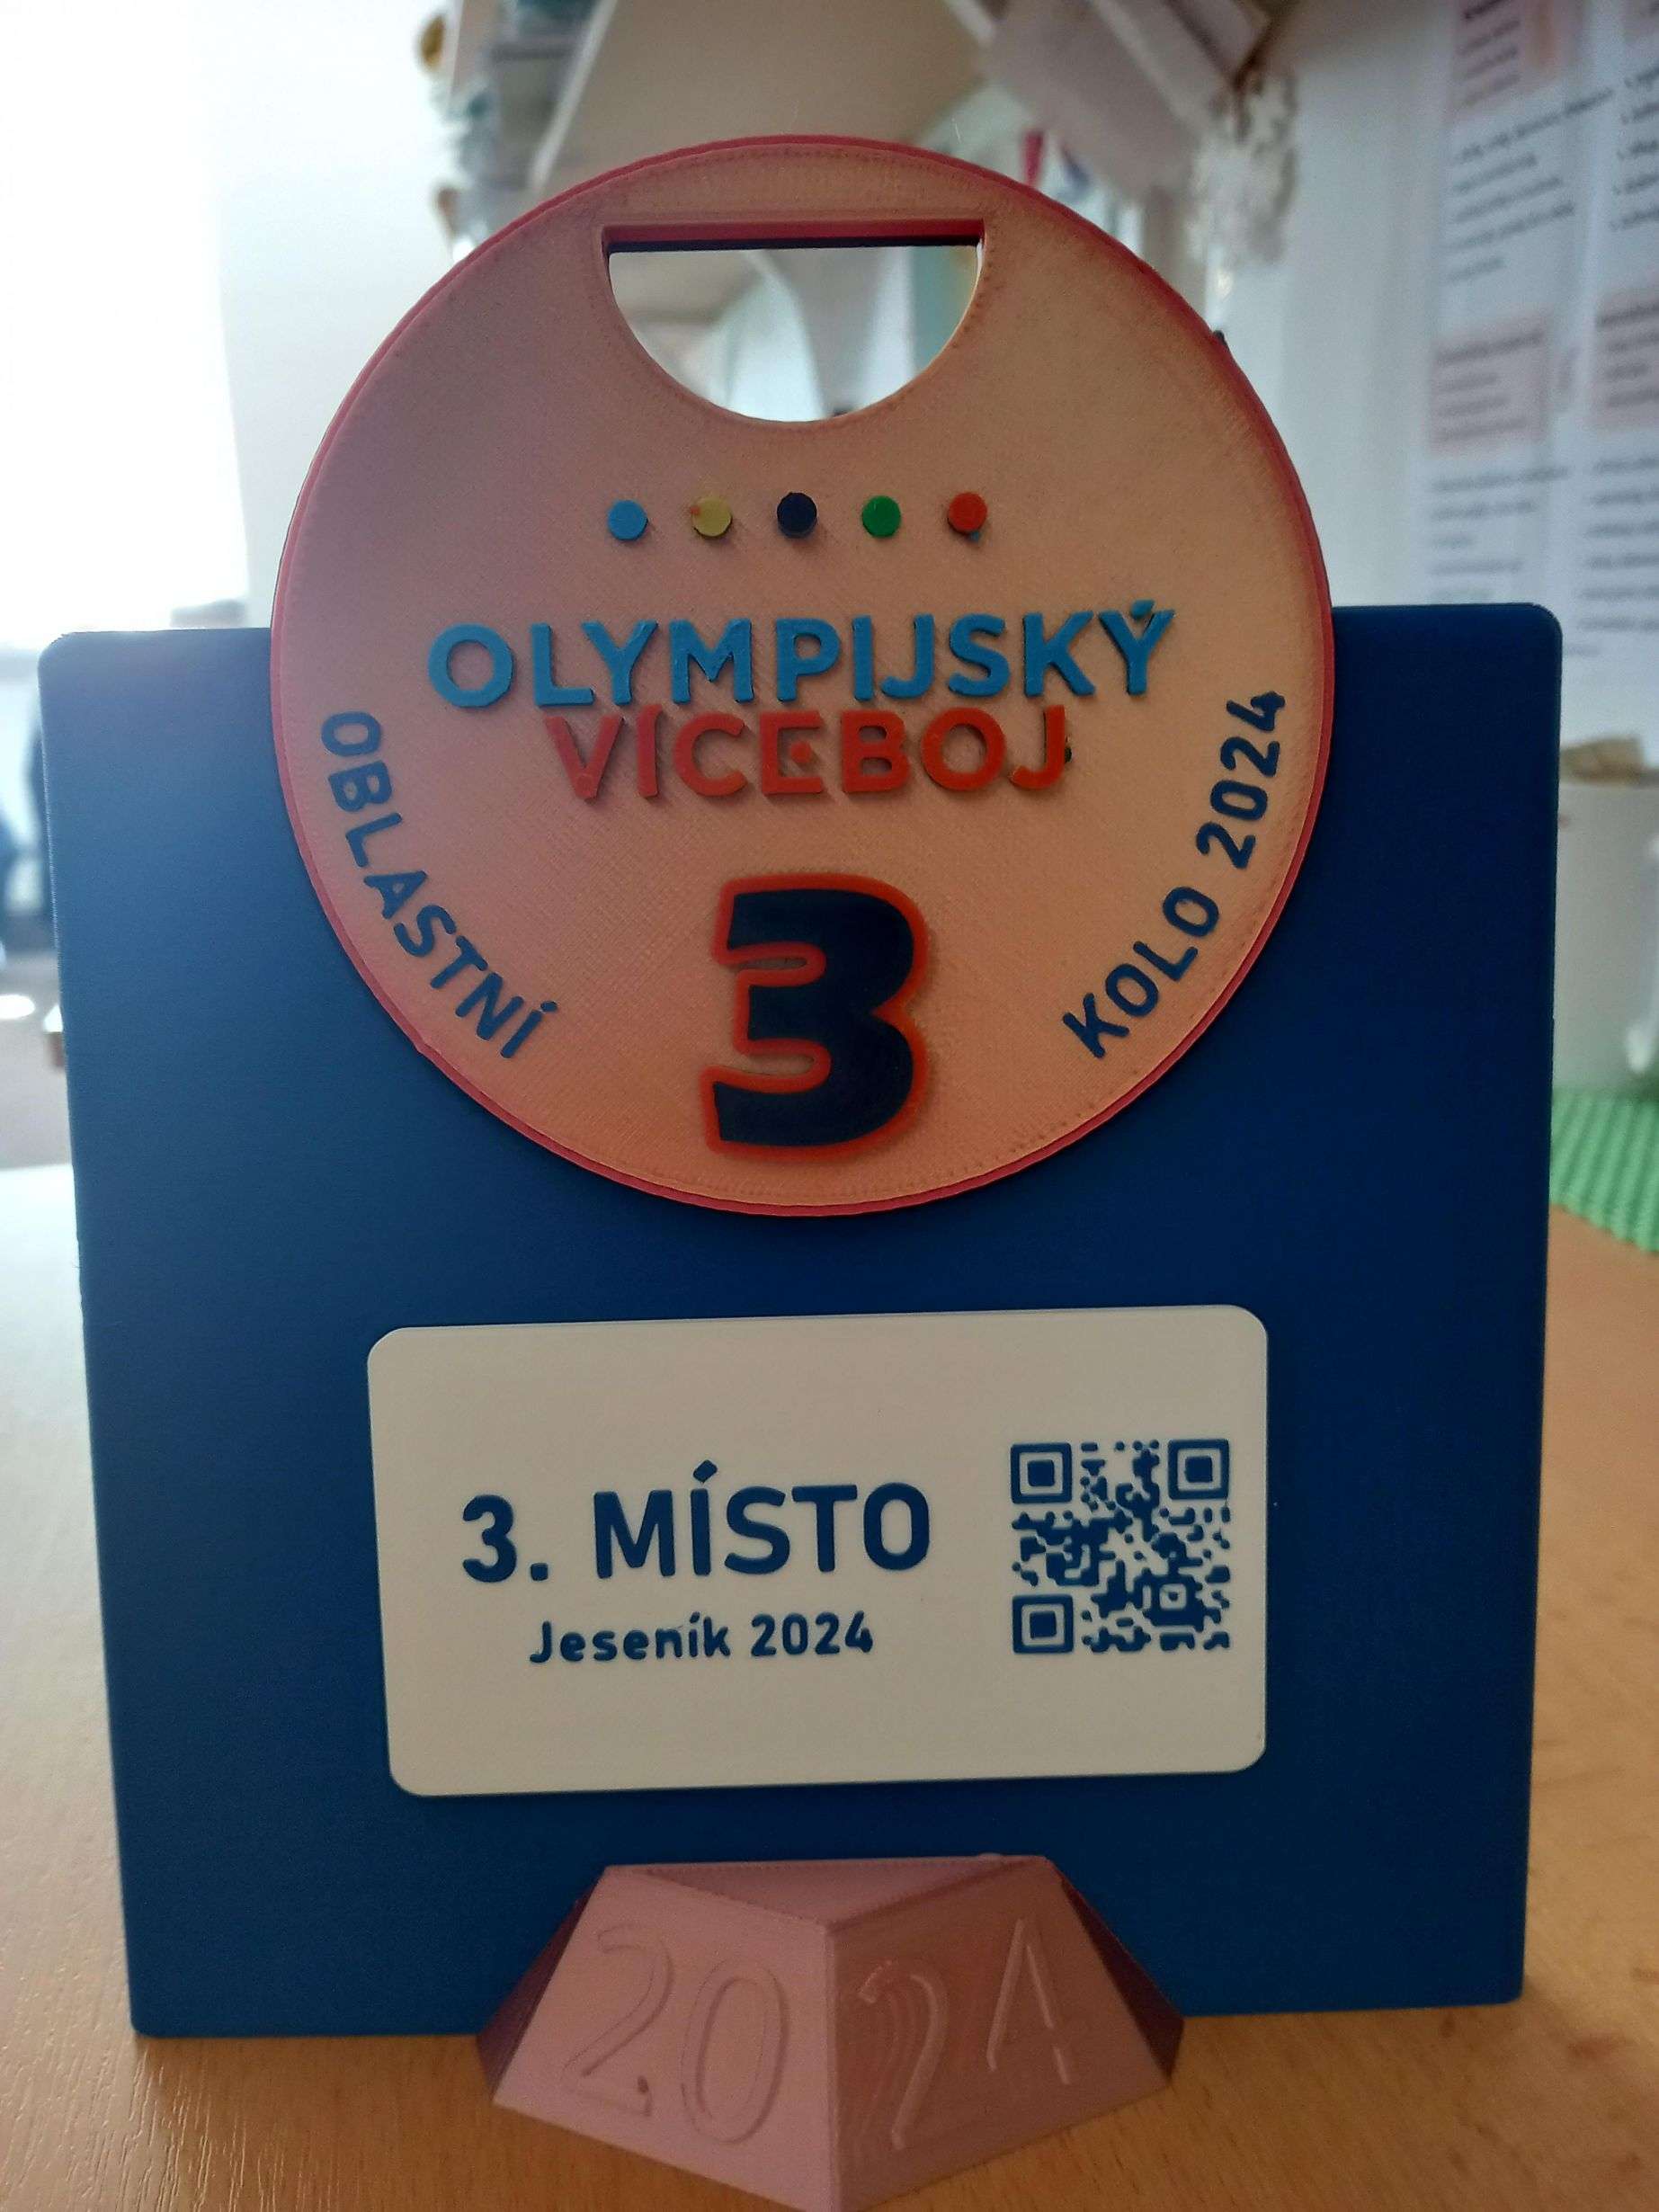 OLYMPIJSKÝ
VÍCEBOJ
OBLASTNÍ
KOLO 2024
3
3. MÍSTO
Jeseník 2024
2024